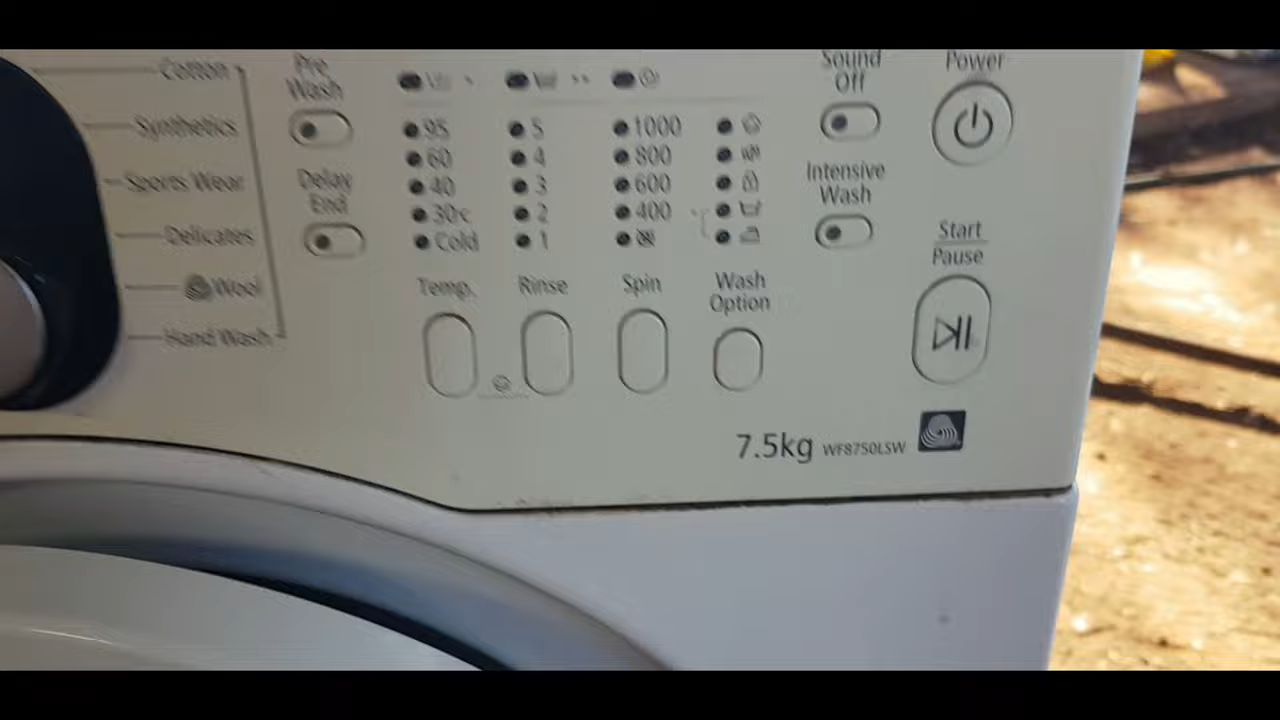 Cotton
Synthetics
Sports Wear
Delicates
Wool
Hand Wash
Pre
Wash
Delay
End
95
60
40
30c
Cold
Temp.
5
4
3
2
1
Rinse
1000
800
600
400
Spin
Wash
Option
Sound
Off
Intensive
Wash
Power
Start
Pause
7.5kg WF8750LSW